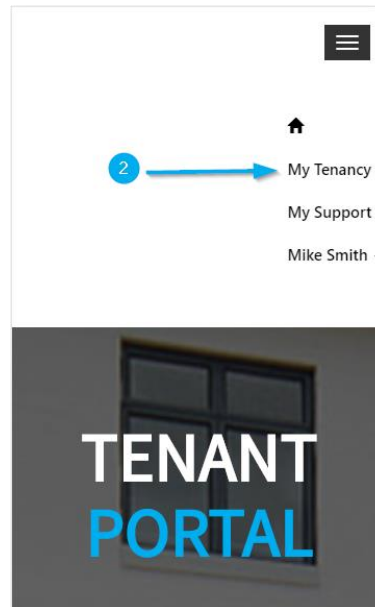 2
My Tenancy
My Support
Mike Smith
TENANT
PORTAL